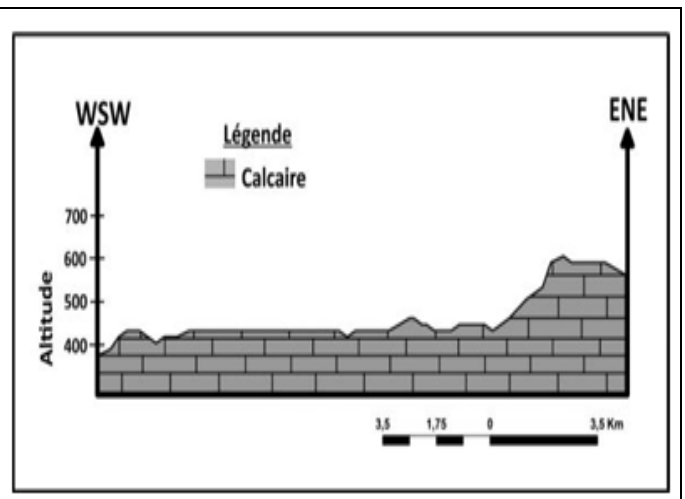 WSW
ENE
Légende
Calcaire
700
600
500
400
Altitude
3,5 1,75 0 3,5 Km